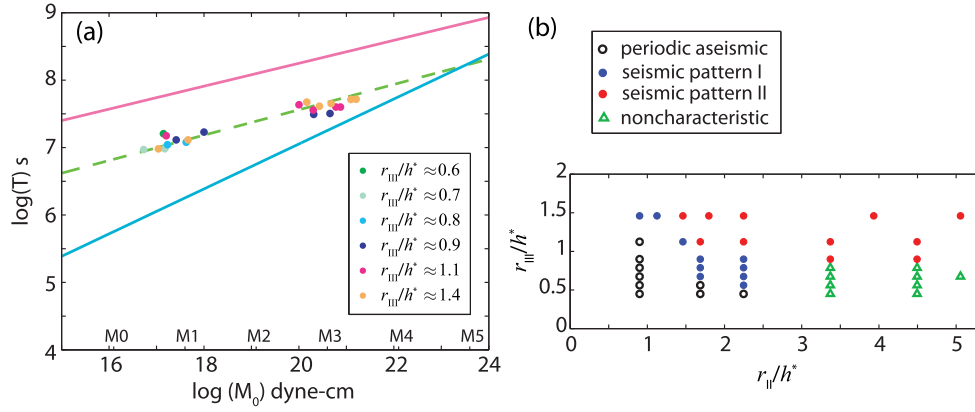 (a)
9
8
7
6
5
4
log(T) s
M0 M1 M2 M3 M4 M5
16 18 20 22 24
log (M₀) dyne-cm
r_III/h* ≈0.6
r_III/h* ≈0.7
r_III/h* ≈0.8
r_III/h* ≈0.9
r_III/h* ≈1.1
r_III/h* ≈1.4
(b)
periodic aseismic
seismic pattern I
seismic pattern II
noncharacteristic
2
1.5
1
0.5
0
r_III/h*
0 1 2 3 4 5
r_II/h*